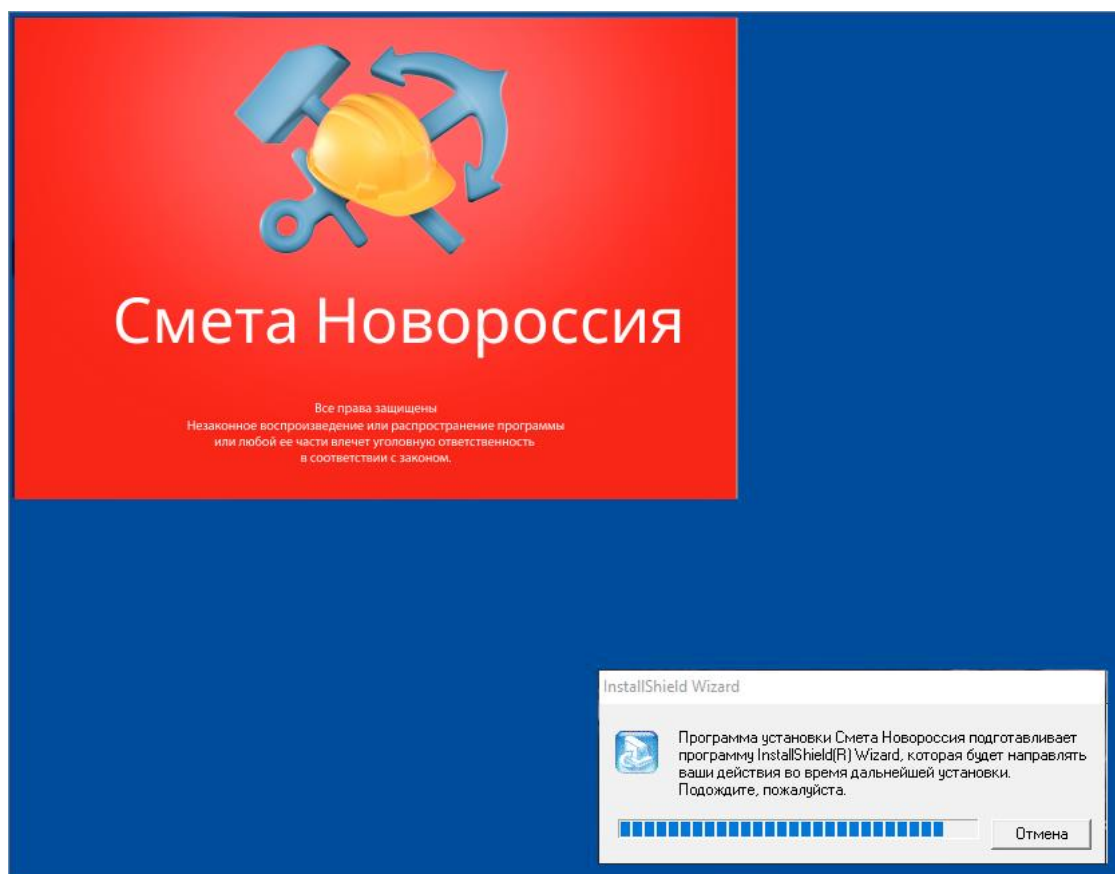 Смета Новороссия
Все права защищены
Незаконное воспроизведение или распространение программы
или любой ее части влечет уголовную ответственность
в соответствии с законом.
InstallShield Wizard
Программа установки Смета Новороссия подготавливает
программу InstallShield(R) Wizard, которая будет направлять
ваши действия во время дальнейшей установки.
Подождите, пожалуйста.
Отмена